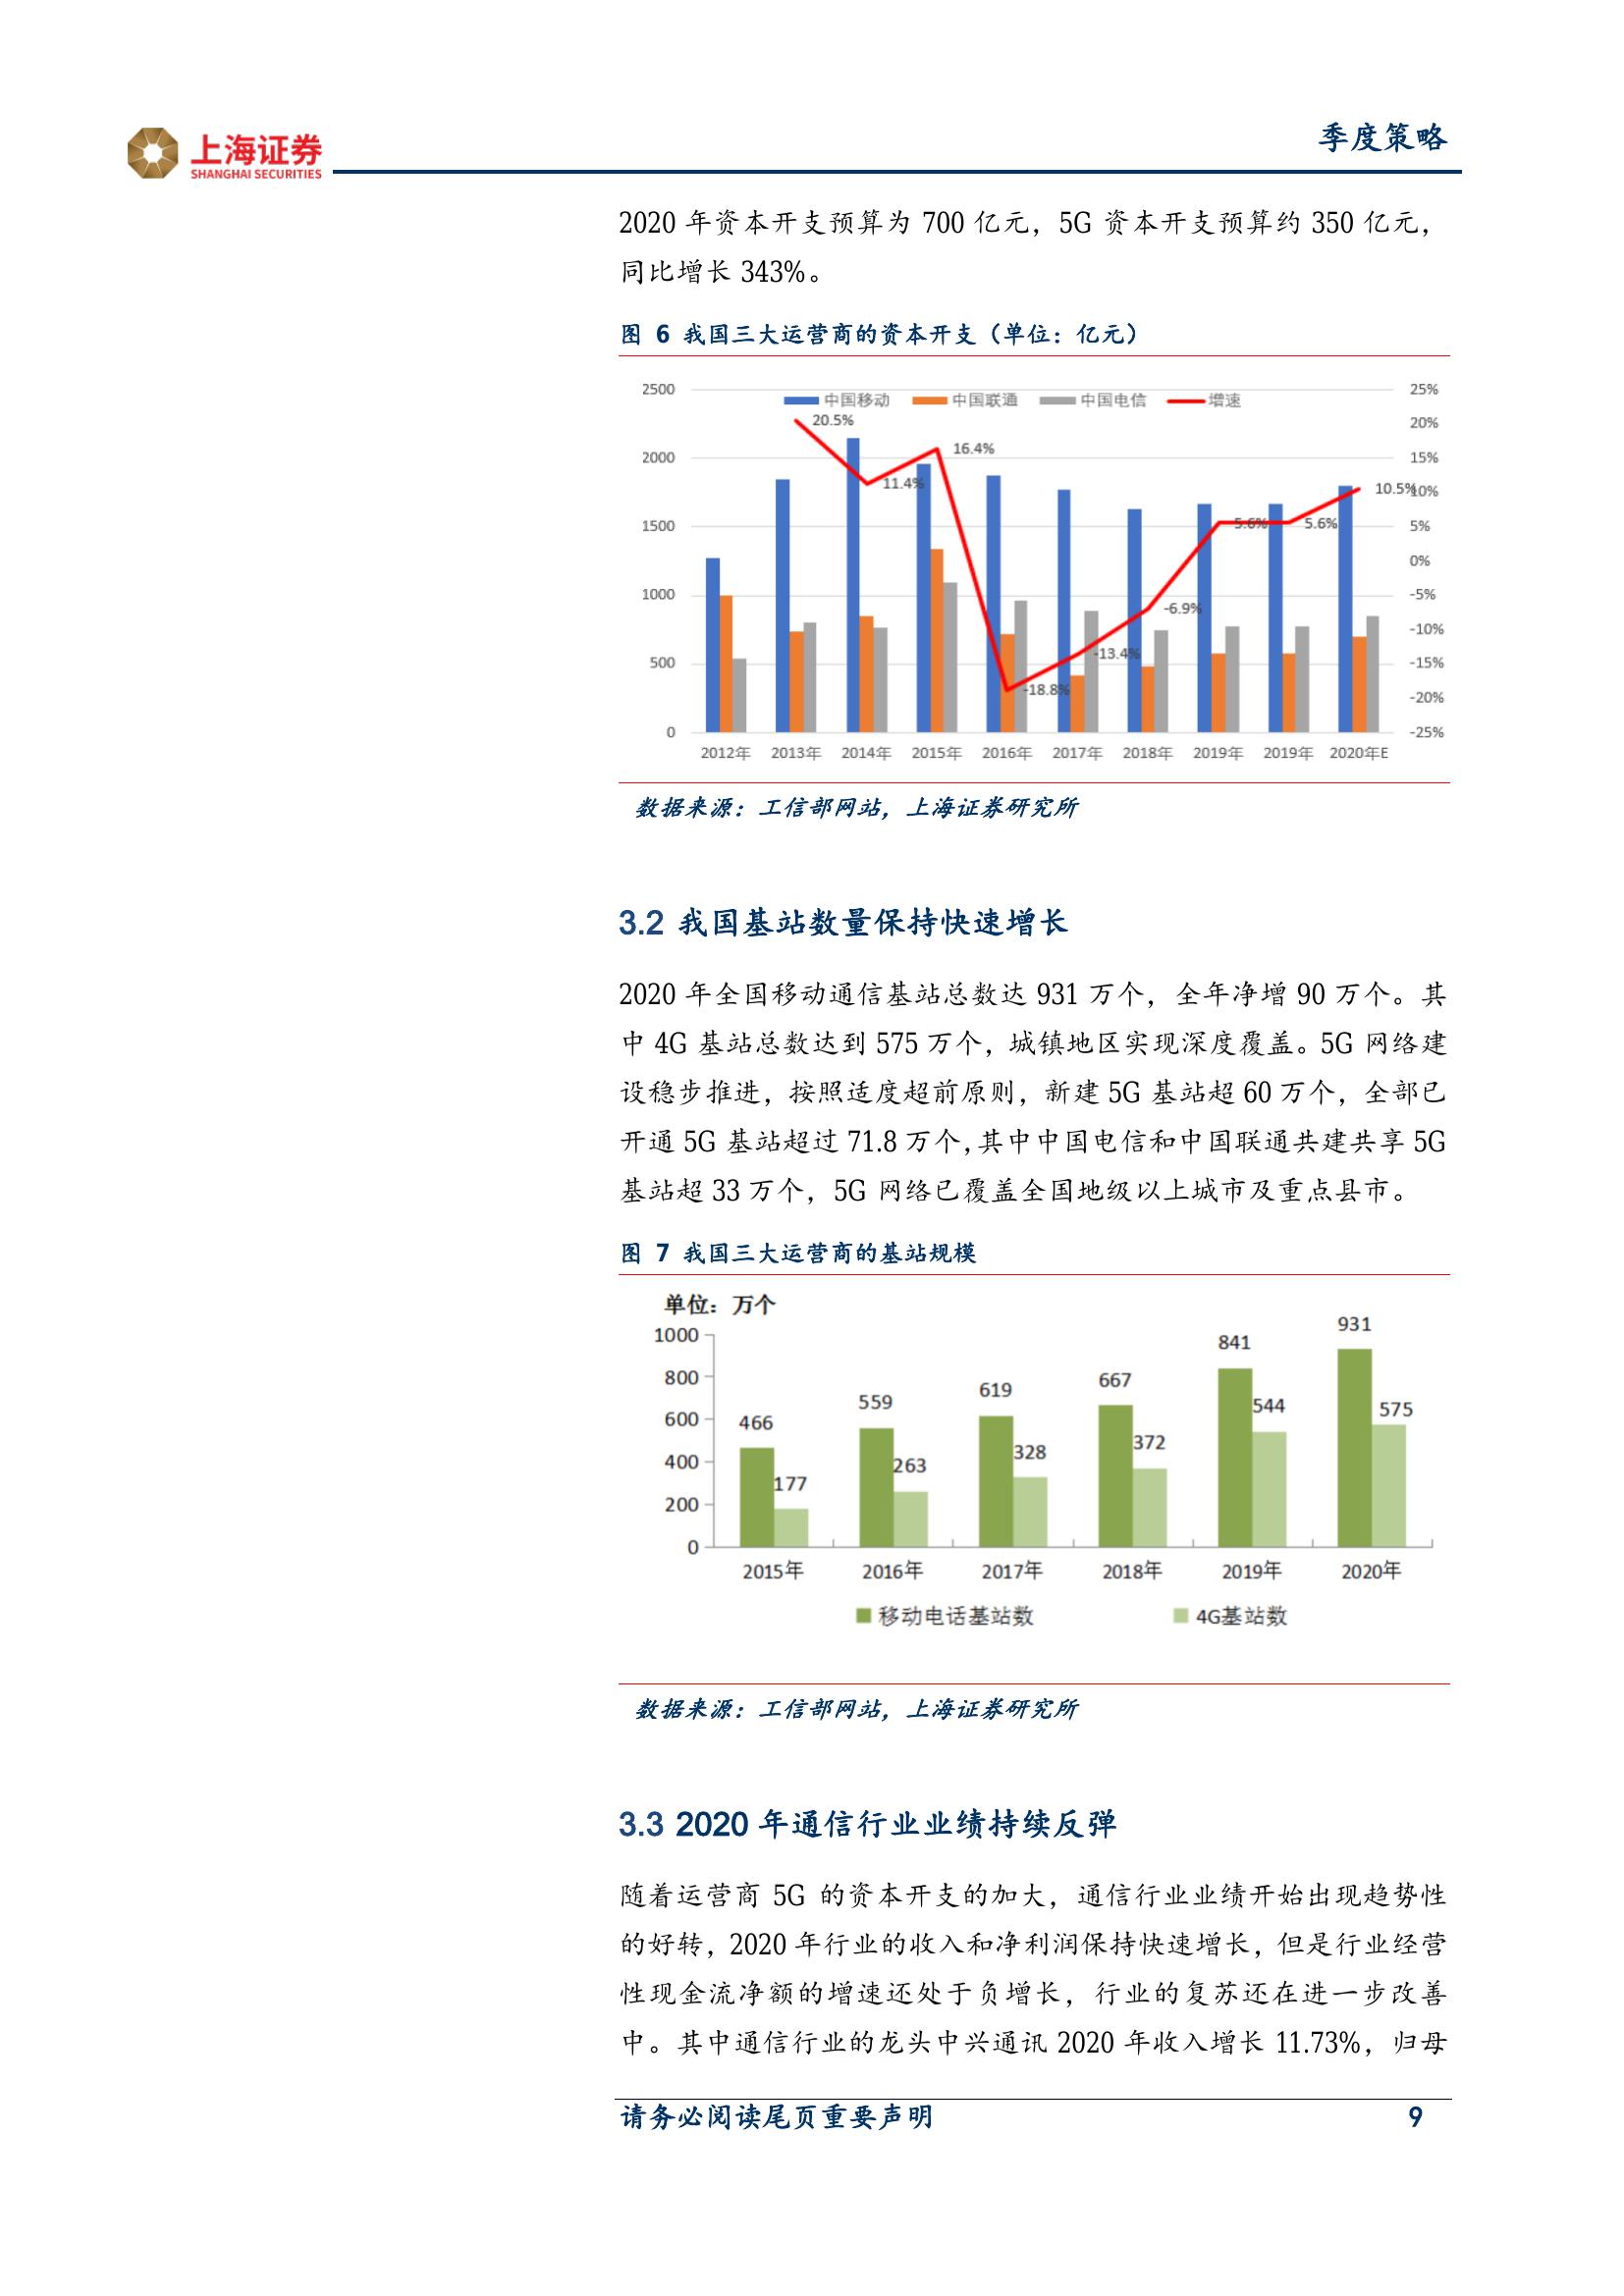 上海证券
SHANGHAI SECURITIES
季度策略
2020 年资本开支预算为 700 亿元，5G 资本开支预算约 350 亿元，
同比增长 343%。
图 6 我国三大运营商的资本开支（单位：亿元）
中国移动 中国联通 中国电信 增速
2500
2000
1500
1000
500
0
25%
20%
15%
10%
5%
0%
-5%
-10%
-15%
-20%
-25%
20.5%
11.4%
16.4%
-18.8%
-13.4%
-6.9%
5.6%
5.6%
10.5%
2012年 2013年 2014年 2015年 2016年 2017年 2018年 2019年 2019年 2020年E
数据来源：工信部网站，上海证券研究所
3.2 我国基站数量保持快速增长
2020 年全国移动通信基站总数达 931 万个，全年净增 90 万个。其
中 4G 基站总数达到 575 万个，城镇地区实现深度覆盖。5G 网络建
设稳步推进，按照适度超前原则，新建 5G 基站超 60 万个，全部已
开通 5G 基站超过 71.8 万个，其中中国电信和中国联通共建共享 5G
基站超 33 万个，5G 网络已覆盖全国地级以上城市及重点县市。
图 7 我国三大运营商的基站规模
单位：万个
1000
800
600
400
200
0
466
177
559
263
619
328
667
372
841
544
931
575
2015年 2016年 2017年 2018年 2019年 2020年
移动电话基站数 4G基站数
数据来源：工信部网站，上海证券研究所
3.3 2020 年通信行业业绩持续反弹
随着运营商 5G 的资本开支的加大，通信行业业绩开始出现趋势性
的好转，2020 年行业的收入和净利润保持快速增长，但是行业经营
性现金流净额的增速还处于负增长，行业的复苏还在进一步改善
中。其中通信行业的龙头中兴通讯 2020 年收入增长 11.73%，归母
请务必阅读尾页重要声明 9